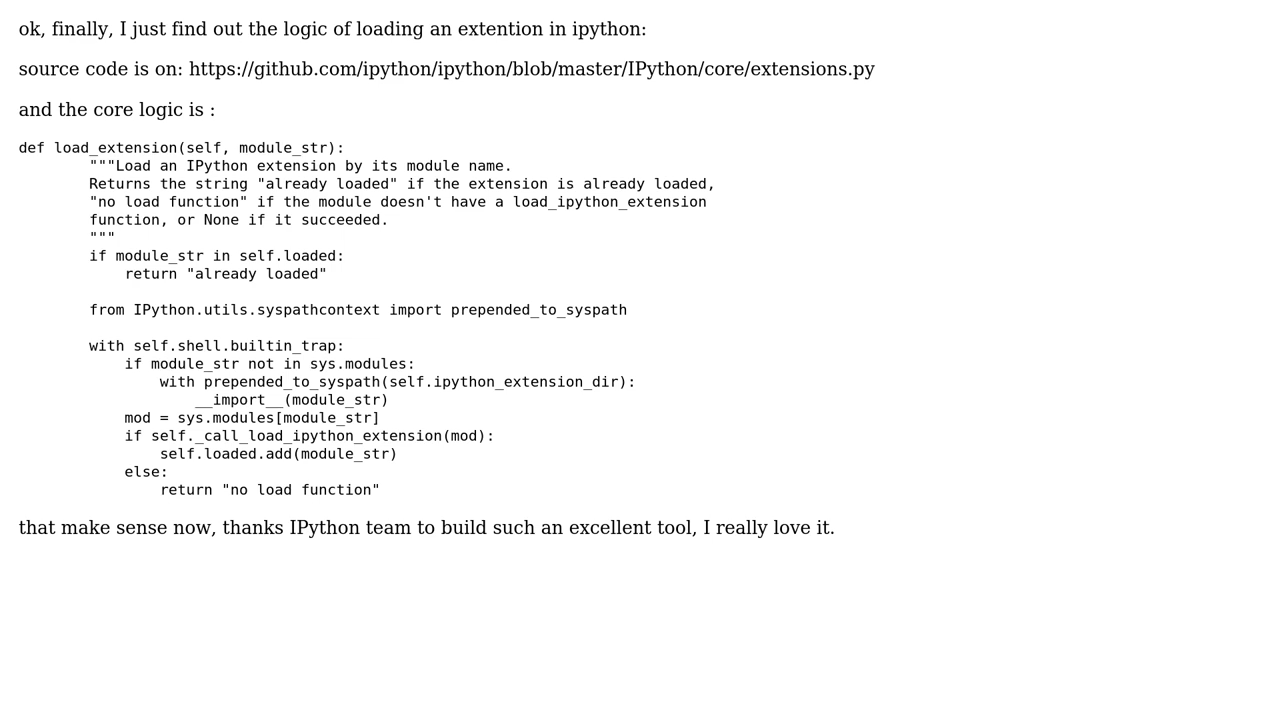 ok, finally, I just find out the logic of loading an extention in ipython:
source code is on: https://github.com/ipython/ipython/blob/master/IPython/core/extensions.py
and the core logic is :
def load_extension(self, module_str):
        """Load an IPython extension by its module name.
        Returns the string "already loaded" if the extension is already loaded,
        "no load function" if the module doesn't have a load_ipython_extension
        function, or None if it succeeded.
        """
        if module_str in self.loaded:
            return "already loaded"

        from IPython.utils.syspathcontext import prepended_to_syspath

        with self.shell.builtin_trap:
            if module_str not in sys.modules:
                with prepended_to_syspath(self.ipython_extension_dir):
                    __import__(module_str)
            mod = sys.modules[module_str]
            if self._call_load_ipython_extension(mod):
                self.loaded.add(module_str)
            else:
                return "no load function"
that make sense now, thanks IPython team to build such an excellent tool, I really love it.